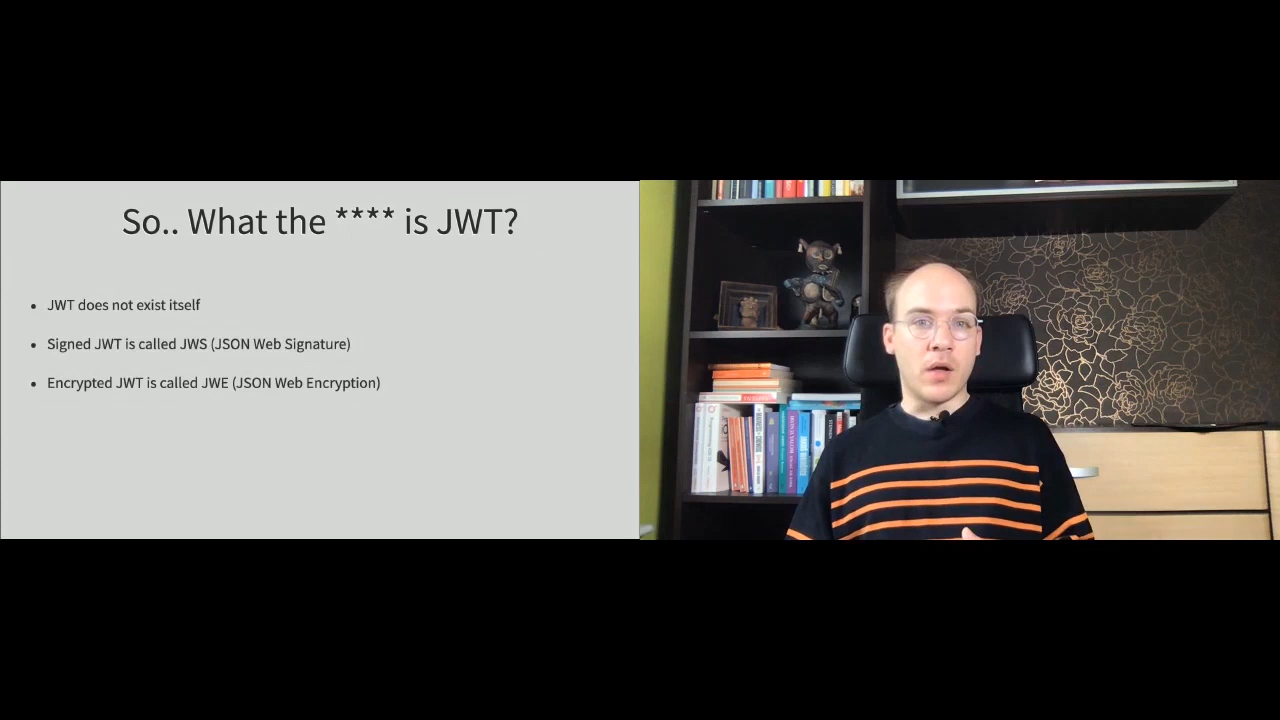 So.. What the **** is JWT?
• JWT does not exist itself
• Signed JWT is called JWS (JSON Web Signature)
• Encrypted JWT is called JWE (JSON Web Encryption)